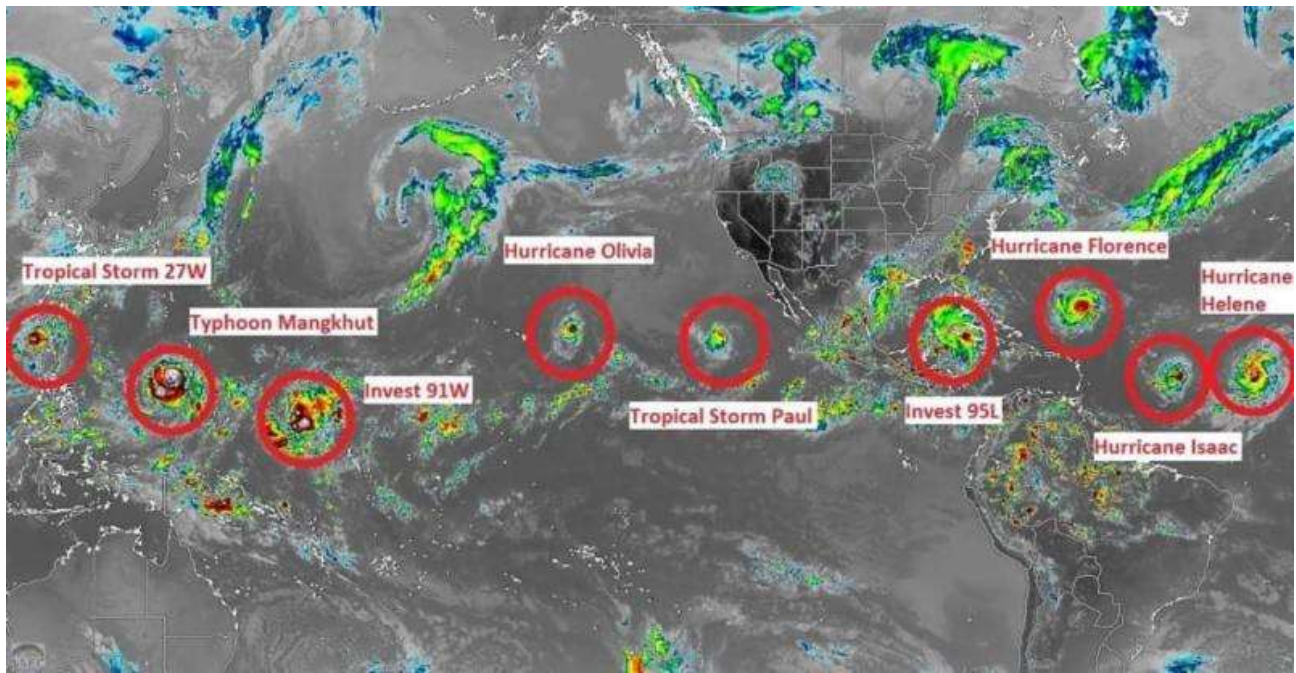 Hurricane Olivia
Hurricane Florence
Tropical Storm 27W
Hurricane
Helene
Typhoon Mangkhut
Invest 91W
Tropical Storm Paul
Invest 95L
Hurricane Isaac